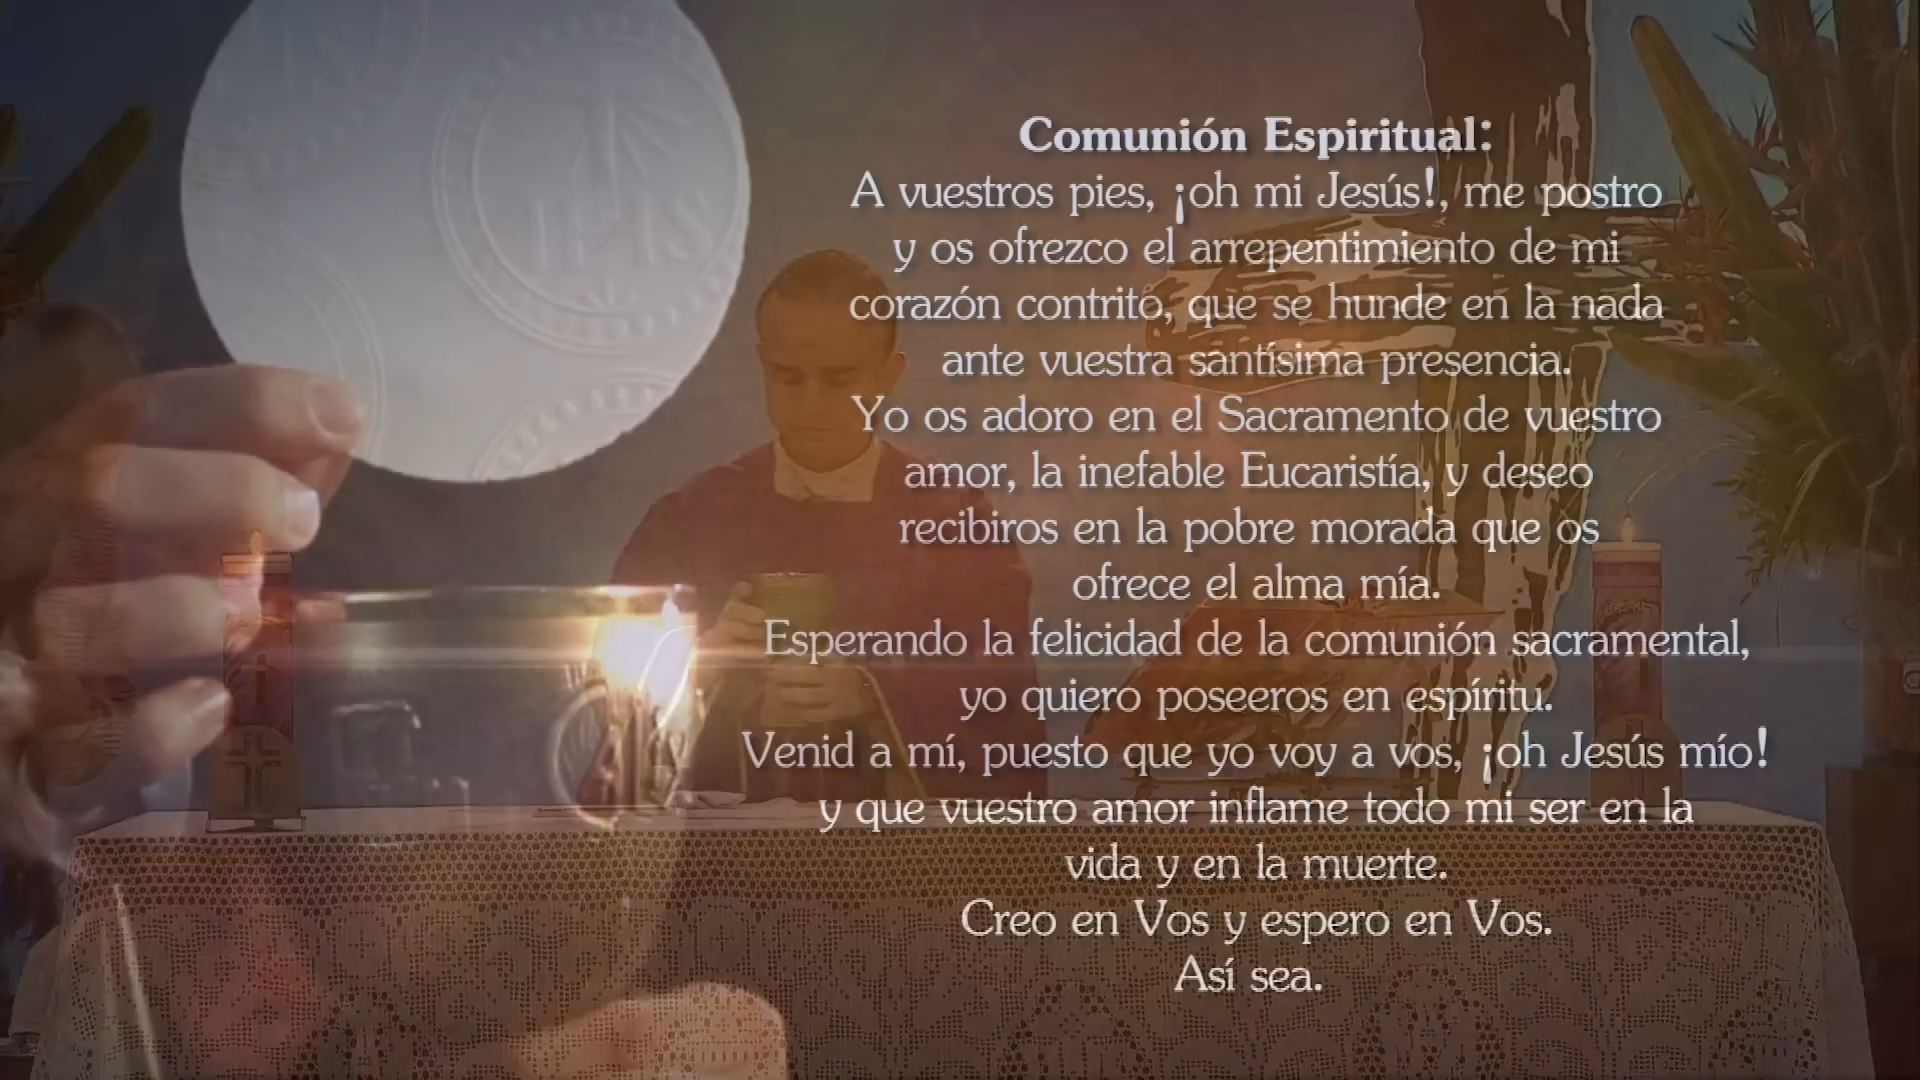 IHS
Comunión Espiritual:
A vuestros pies, ¡oh mi Jesús!, me postro
y os ofrezco el arrepentimiento de mi
corazón contrito, que se hunde en la nada
ante vuestra santísima presencia.
Yo os adoro en el Sacramento de vuestro
amor, la inefable Eucaristía, y deseo
recibiros en la pobre morada que os
ofrece el alma mía.
Esperando la felicidad de la comunión sacramental,
yo quiero poseeros en espíritu.
Venid a mí, puesto que yo voy a vos, ¡oh Jesús mío!
y que vuestro amor inflame todo mi ser en la
vida y en la muerte.
Creo en Vos y espero en Vos.
Así sea.